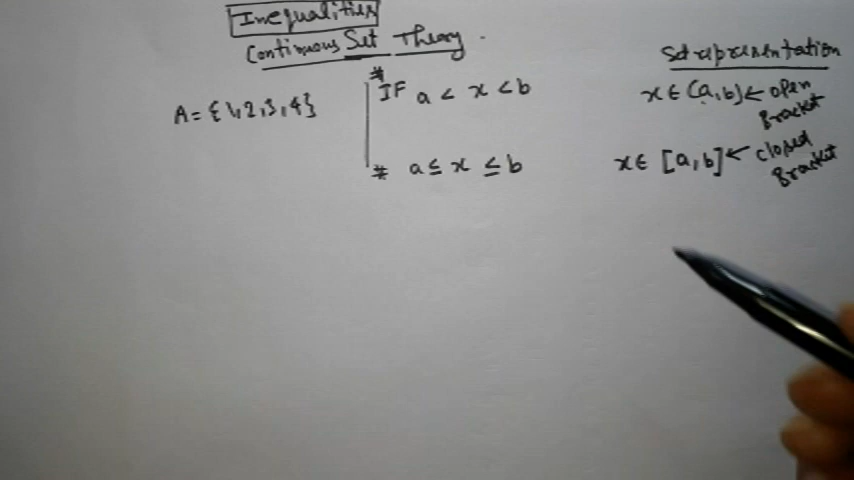 Inequalities
Continuous Set Theory.
Set representation
A = {1, 2, 3, 4}
# IF a < x < b
x ∈ (a, b) ← open Bracket
# a ≤ x ≤ b
x ∈ [a, b] ← closed Bracket